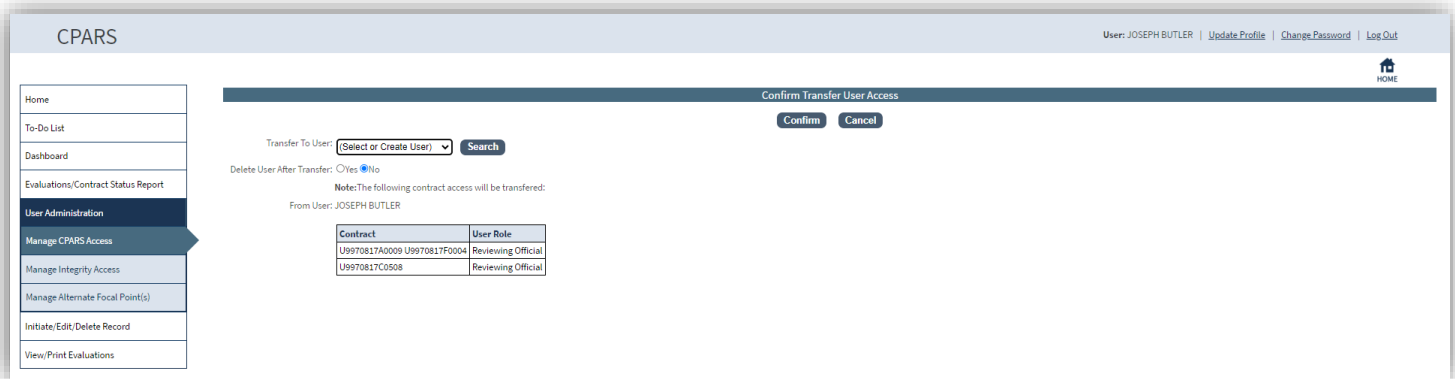 CPARS
User: JOSEPH BUTLER | Update Profile | Change Password | Log Out
HOME
Home
To-Do List
Dashboard
Evaluations/Contract Status Report
User Administration
Manage CPARS Access
Manage Integrity Access
Manage Alternate Focal Point(s)
Initiate/Edit/Delete Record
View/Print Evaluations
Confirm Transfer User Access
Confirm Cancel
Transfer To User: (Select or Create User) Search
Delete User After Transfer: Yes No
Note:The following contract access will be transfered:
From User: JOSEPH BUTLER
Contract User Role
U9970817A0009 U9970817F0004 Reviewing Official
U9970817C0508 Reviewing Official